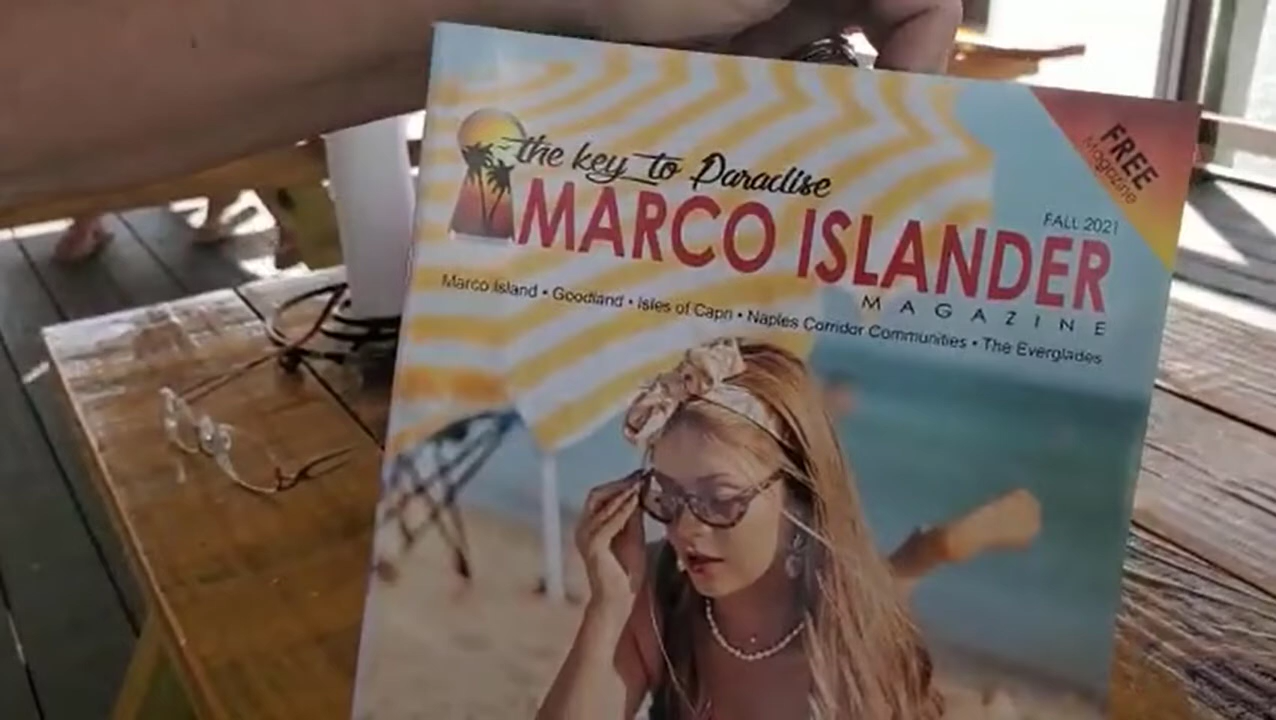 FREE
Magazine
the key to Paradise
FALL 2021
MARCO ISLANDER
MAGAZINE
Marco Island • Goodland • Isles of Capri • Naples Corridor Communities • The Everglades